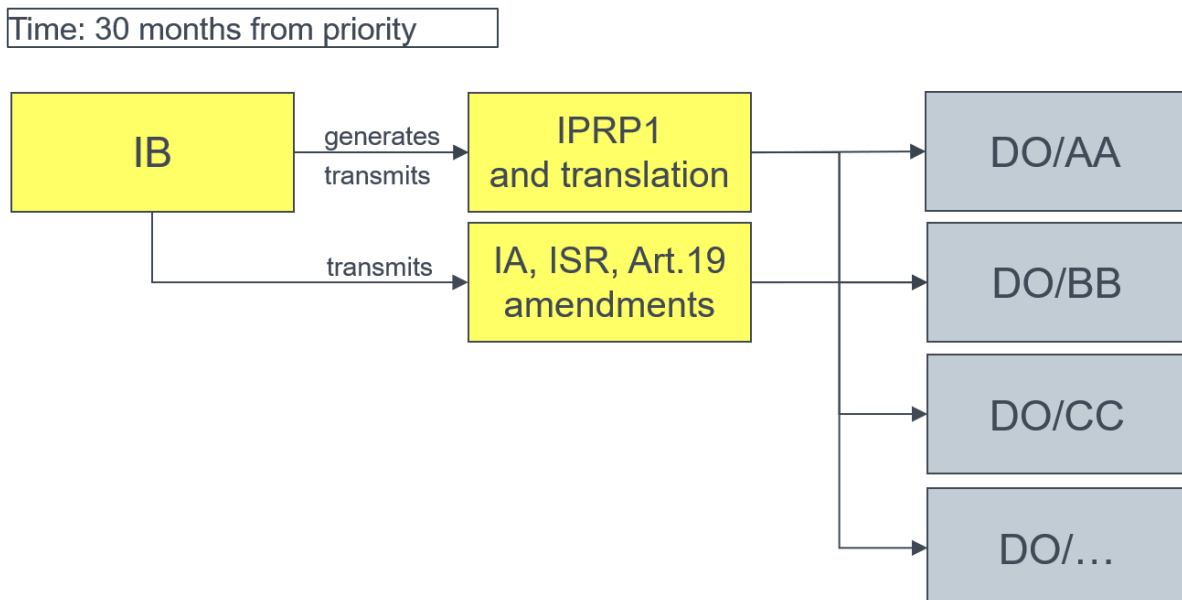 Time: 30 months from priority
IB
generates
transmits
IPRP1
and translation
DO/AA
transmits
IA, ISR, Art.19
amendments
DO/BB
DO/CC
DO/...